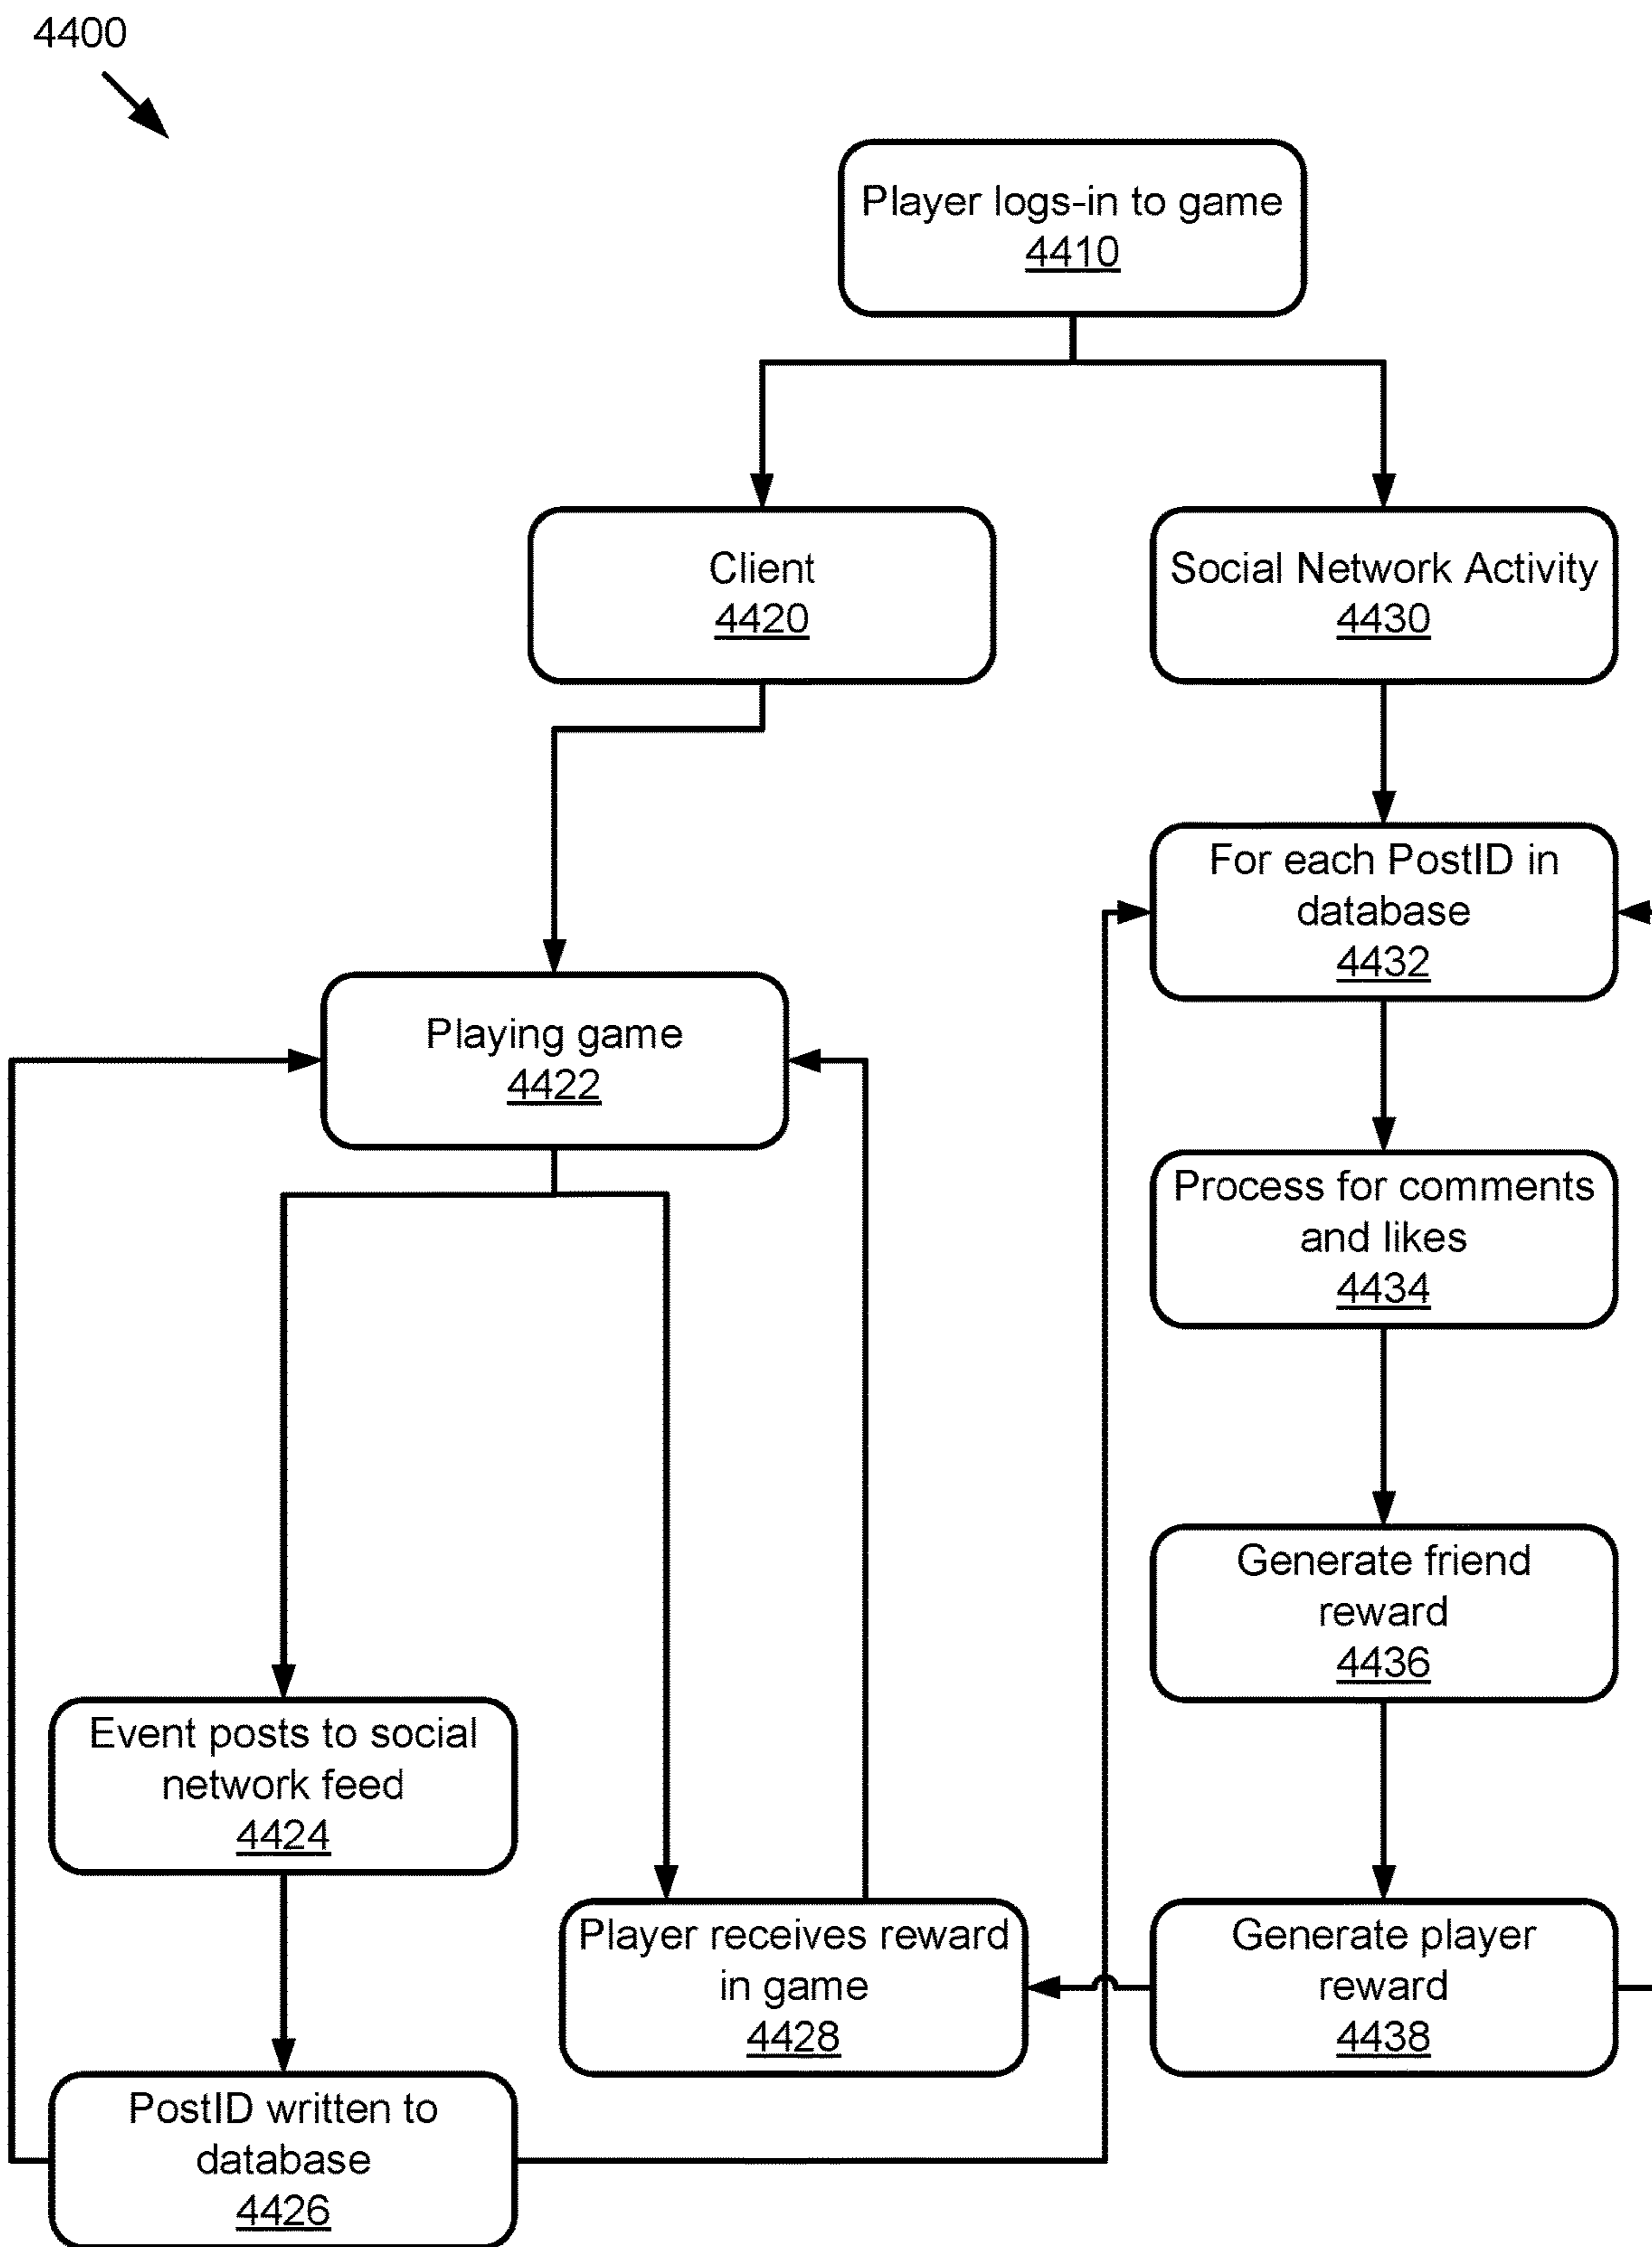 4400
Player logs-in to game
4410
Client
4420
Social Network Activity
4430
For each PostID in
database
4432
Playing game
4422
Process for comments
and likes
4434
Generate friend
reward
4436
Event posts to social
network feed
4424
Player receives reward
in game
4428
Generate player
reward
4438
PostID written to
database
4426